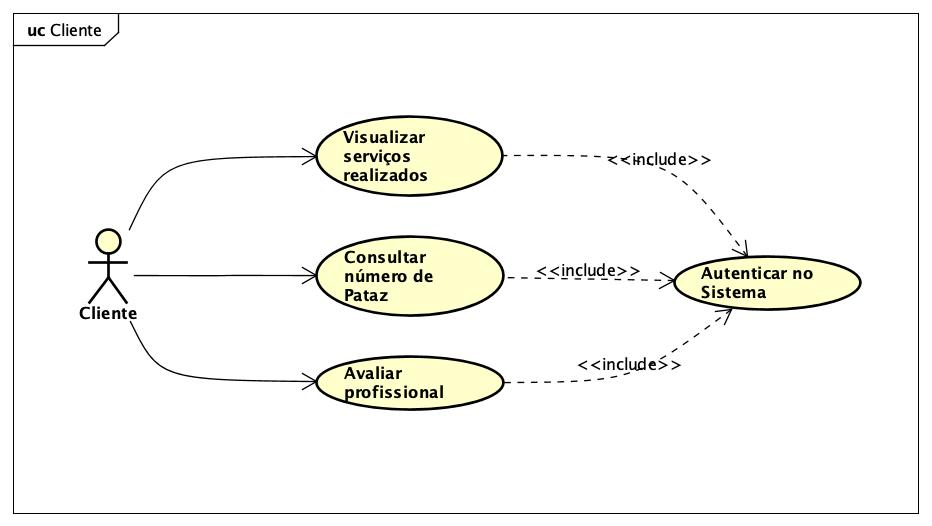 uc Cliente
Visualizar
serviços
realizados
<<include>>
Consultar
número de
Pataz
<<include>>
Autenticar no
Sistema
Cliente
Avaliar
profissional
<<include>>